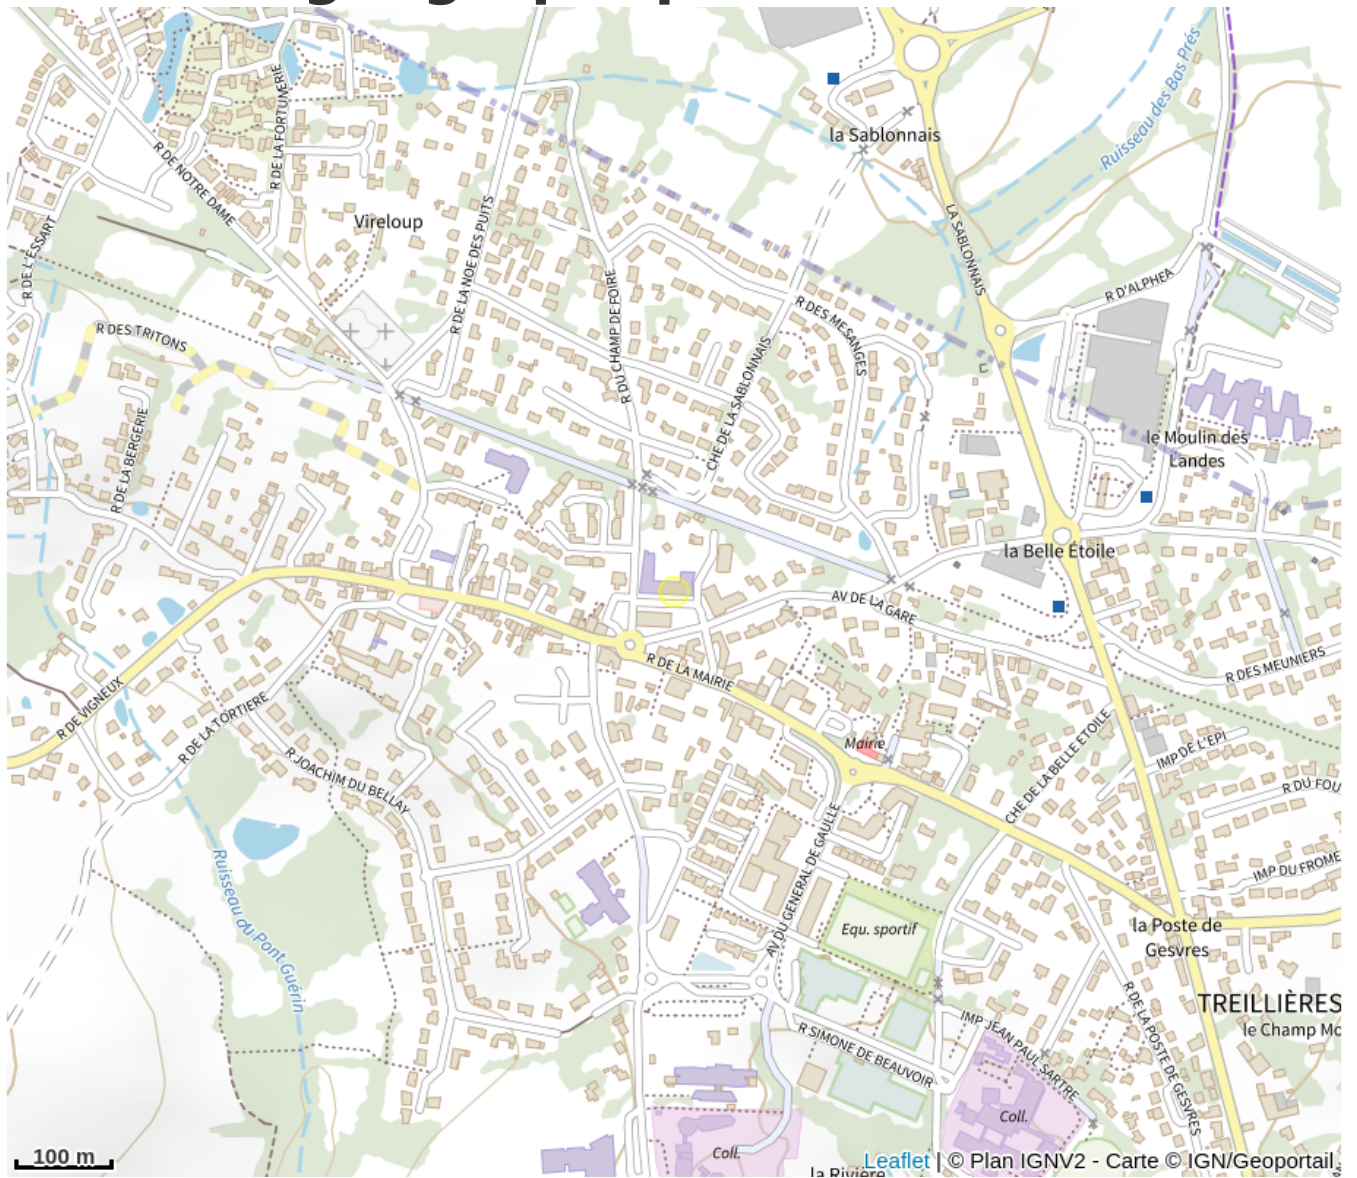 la Sablonnais
Ruisseau des Bas Prés
R DE LA FORTUNERIE
R DE NOTRE DAME
Vireloup
R DE L'ESSART
R DE LA NOE DES PUITS
R DU CHAMP DE FOIRE
LA SABLONNAIS
R D'ALPHEA
R DES TRITONS
R DES MESANGES
CHE DE LA SABLONNAIS
R DE LA BERGERIE
le Moulin des
Landes
la Belle Étoile
AV DE LA GARE
R DE LA MAIRIE
R DES MEUNIERS
R DE VIGNEUX
R DE LA TORTIERE
R JOACHIM DU BELLAY
Mairie
CHE DE LA BELLE ETOILE
IMP DE L'EPI
R DU FOU
IMP DU FROME
AV DU GENERAL DE GAULLE
Ruisseau du Pont Guérin
Equ. sportif
la Poste de
Gesvres
R DE LA POSTE DE GESVRES
TREILLIÈRES
le Champ Mo
IMP JEAN PAUL SARTRE
R SIMONE DE BEAUVOIR
Coll.
Coll.
la Rivière
100 m
Leaflet | © Plan IGNV2 - Carte © IGN/Geoportail